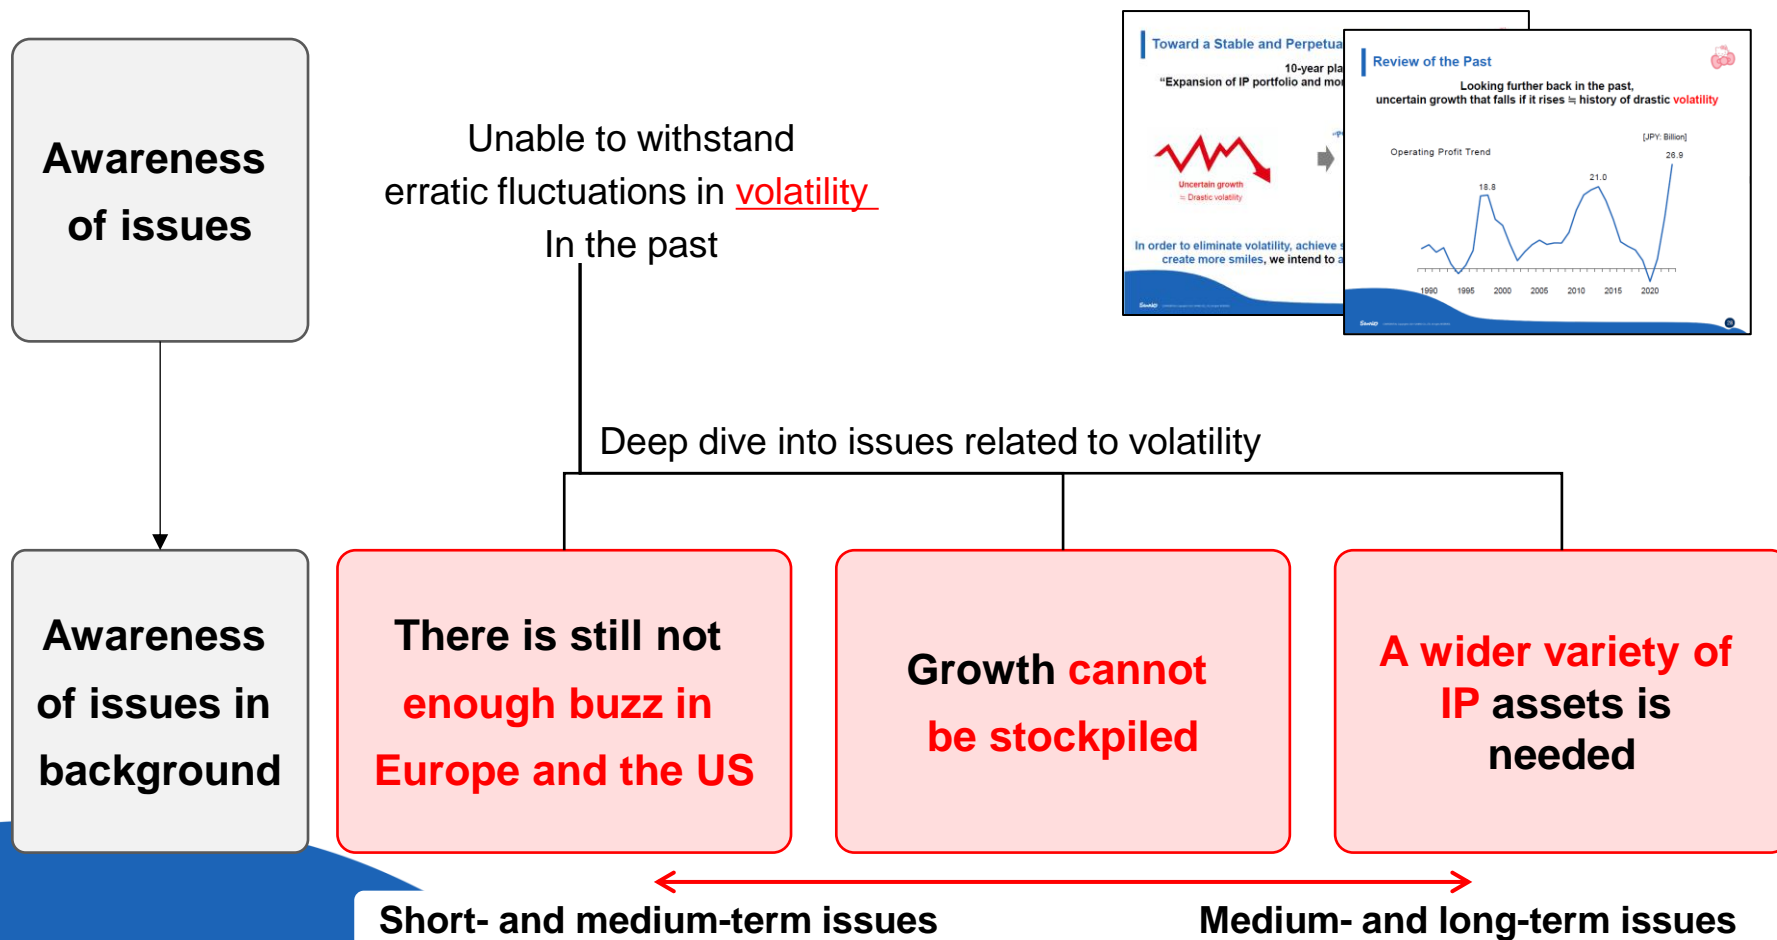 Awareness
of issues
Unable to withstand
erratic fluctuations in volatility
In the past
Toward a Stable and Perpetua
10-year pla
“Expansion of IP portfolio and mor
Uncertain growth
≒ Drastic volatility
In order to eliminate volatility, achieve s
create more smiles, we intend to a
Review of the Past
Looking further back in the past,
uncertain growth that falls if it rises ≒ history of drastic volatility
[JPY: Billion]
Operating Profit Trend
26.9
21.0
18.8
1990 1995 2000 2005 2010 2015 2020
Deep dive into issues related to volatility
Awareness
of issues in
background
There is still not
enough buzz in
Europe and the US
Growth cannot
be stockpiled
A wider variety of
IP assets is
needed
Short- and medium-term issues
Medium- and long-term issues